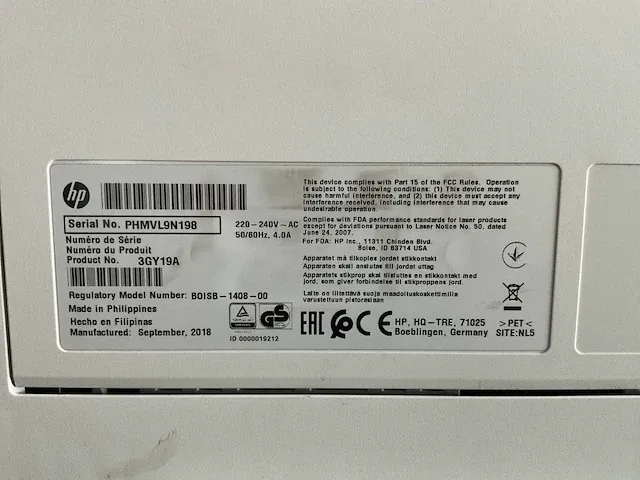 hp
Serial No. PHMVL9N198
Numéro de Série
Numéro du Produit
Product No. 3GY19A
220-240V~AC
50/60Hz, 4.0A
Regulatory Model Number: BOISB-1408-00
Made in Philippines
Hecho en Filipinas
Manufactured: September, 2018
ID 0000019212
This device complies with Part 15 of the FCC Rules. Operation
is subject to the following conditions: (1) This device may not
cause harmful interference, and (2) this device must accept any
interference received, including interference that may cause
undesirable operation.
Complies with FDA performance standards for laser products
except for deviations pursuant to Laser Notice No. 50, dated
June 24, 2007.
For FDA: HP Inc., 11311 Chinden Blvd.
Boise, ID 83714 USA
Apparatet må tilkoples jordet stikkontakt
Apparaten skall anslutas till jordat uttag
Apparatets stikprop skal tilsluttes en stikkontakt med
jord, som giver forbindelse til stikproppens jord.
Laite on liitettävä suoja maadoituskoskettimilla
varustettuun pistorasiaan
GS
EAC
CE
HP, HQ-TRE, 71025
Boeblingen, Germany
>PET<
SITE:NL5